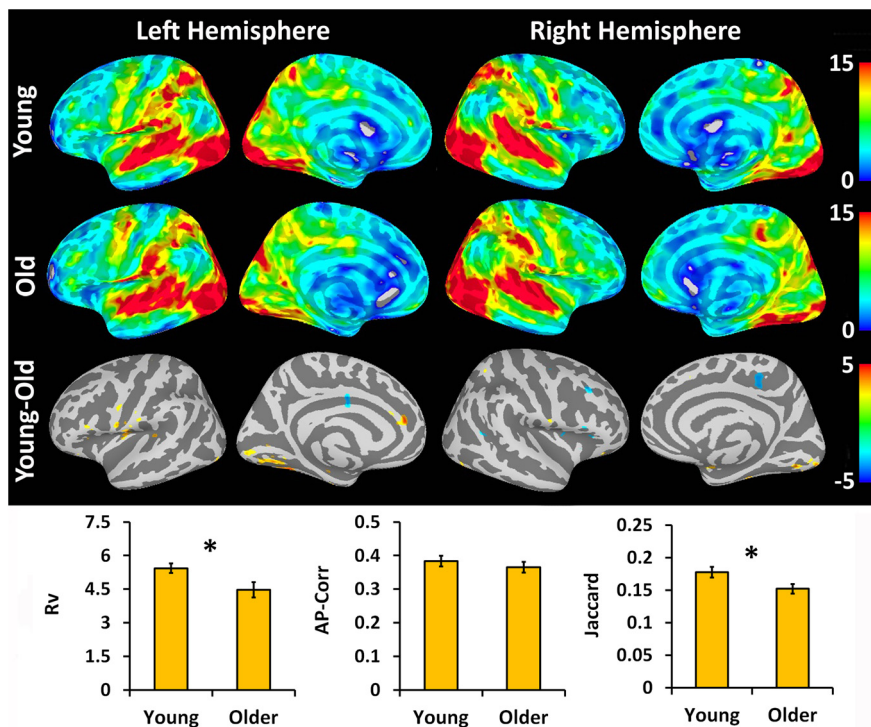 Left Hemisphere Right Hemisphere
Young
15
0
Old
15
0
Young-Old
5
-5
Rv
7.5
6
4.5
3
1.5
0
*
Young Older
AP-Corr
0.5
0.4
0.3
0.2
0.1
0
Young Older
Jaccard
0.25
0.2
0.15
0.1
0.05
0
*
Young Older